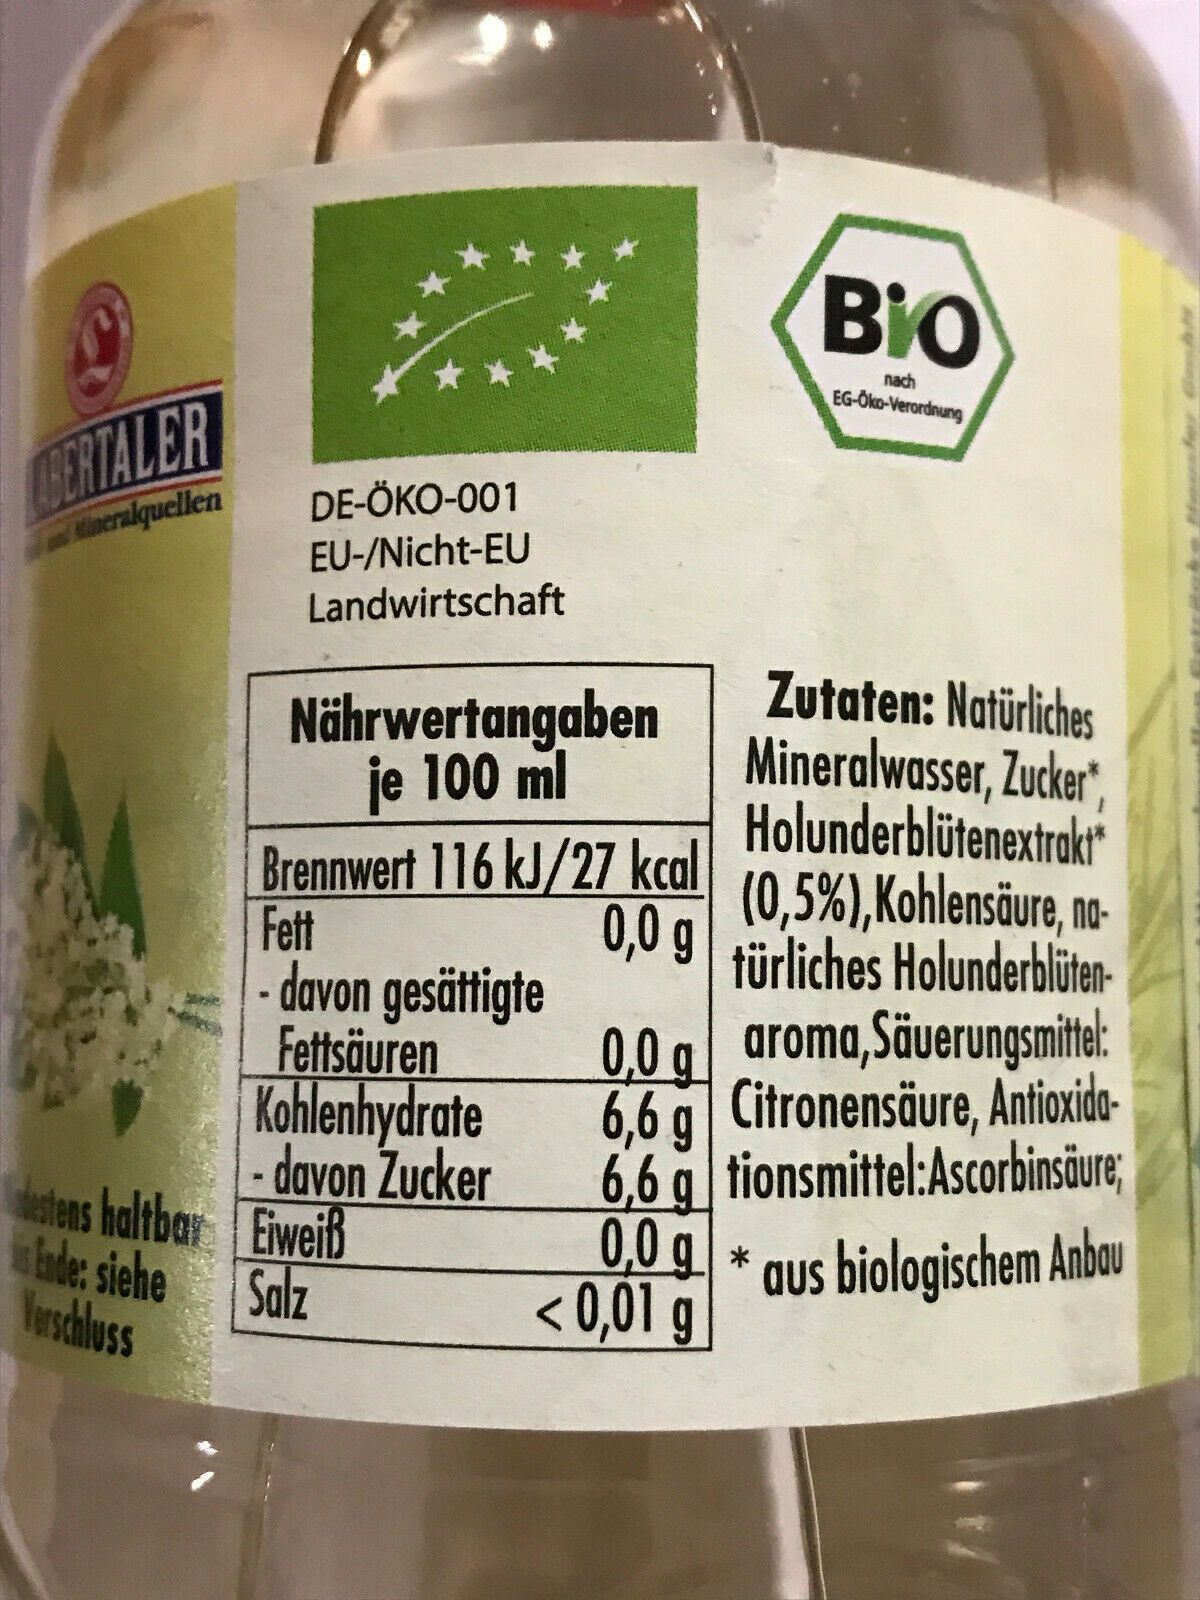 L
LABERTALER
und Mineralquellen
haltbar
Ende: siehe
Verschluss
BiO
nach
EG-Öko-Verordnung
DE-ÖKO-001
EU-/Nicht-EU
Landwirtschaft
Nährwertangaben
je 100 ml
Brennwert 116 kJ/27 kcal
Fett 0,0 g
- davon gesättigte
Fettsäuren 0,0 g
Kohlenhydrate 6,6 g
- davon Zucker 6,6 g
Eiweiß 0,0 g
Salz < 0,01 g
Zutaten: Natürliches
Mineralwasser, Zucker*,
Holunderblütenextrakt*
(0,5%),Kohlensäure, na-
türliches Holunderblüten-
aroma,Säuerungsmittel:
Citronensäure, Antioxida-
tionsmittel:Ascorbinsäure;
* aus biologischem Anbau